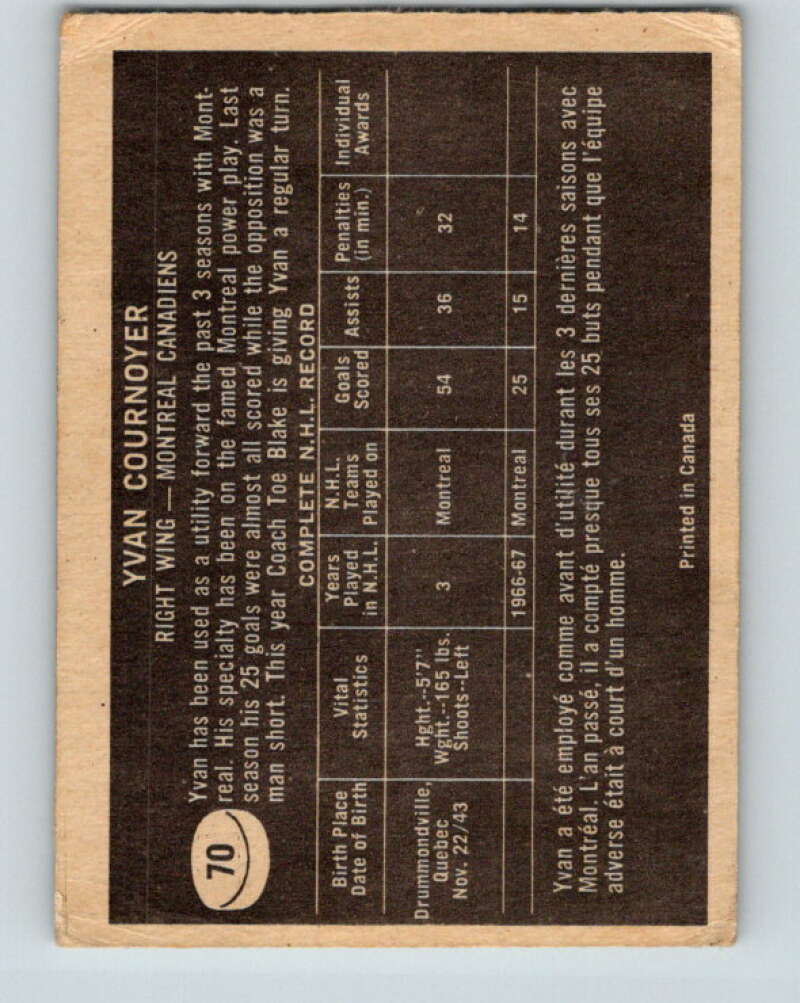 YVAN COURNOYER
RIGHT WING — MONTREAL CANADIENS
70
Yvan has been used as a utility forward the past 3 seasons with Mont-
real. His specialty has been on the famed Montreal power play. Last
season his 25 goals were almost all scored while the opposition was a
man short. This year Coach Toe Blake is giving Yvan a regular turn.
COMPLETE N.H.L. RECORD
Birth Place
Date of Birth
Vital
Statistics
Years
Played
in N.H.L.
N.H.L.
Teams
Played on
Goals
Scored
Assists
Penalties
(in min.)
Individual
Awards
Drummondville,
Quebec
Nov. 22/43
Hght.--5'7"
Wght.--165 lbs.
Shoots--Left
3
Montreal
54
36
32
1966-67
Montreal
25
15
14
Yvan a été employé comme avant d'utilité durant les 3 dernières saisons avec
Montréal. L'an passé, il a compté presque tous ses 25 buts pendant que l'équipe
adverse était à court d'un homme.
Printed in Canada